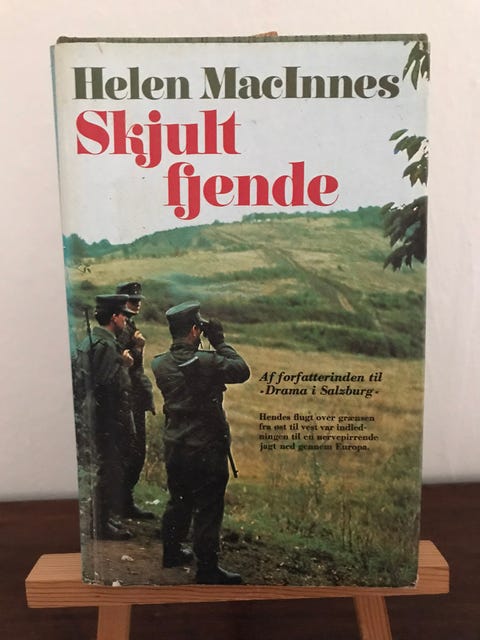 Helen MacInnes
Skjult
fjende
Af forfatterinden til
-Drama i Salzburg-
Hendes flugt over grænsen
fra øst til vest var indled-
ningen til en nervepirrende
jagt ned gennem Europa.